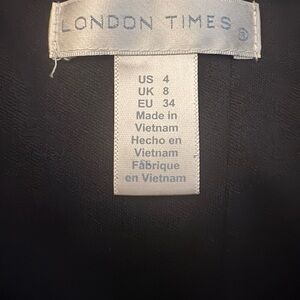 LONDON TIMES ®
US 4
UK 8
EU 34
Made in
Vietnam
Hecho en
Vietnam
Fabrique
en Vietnam